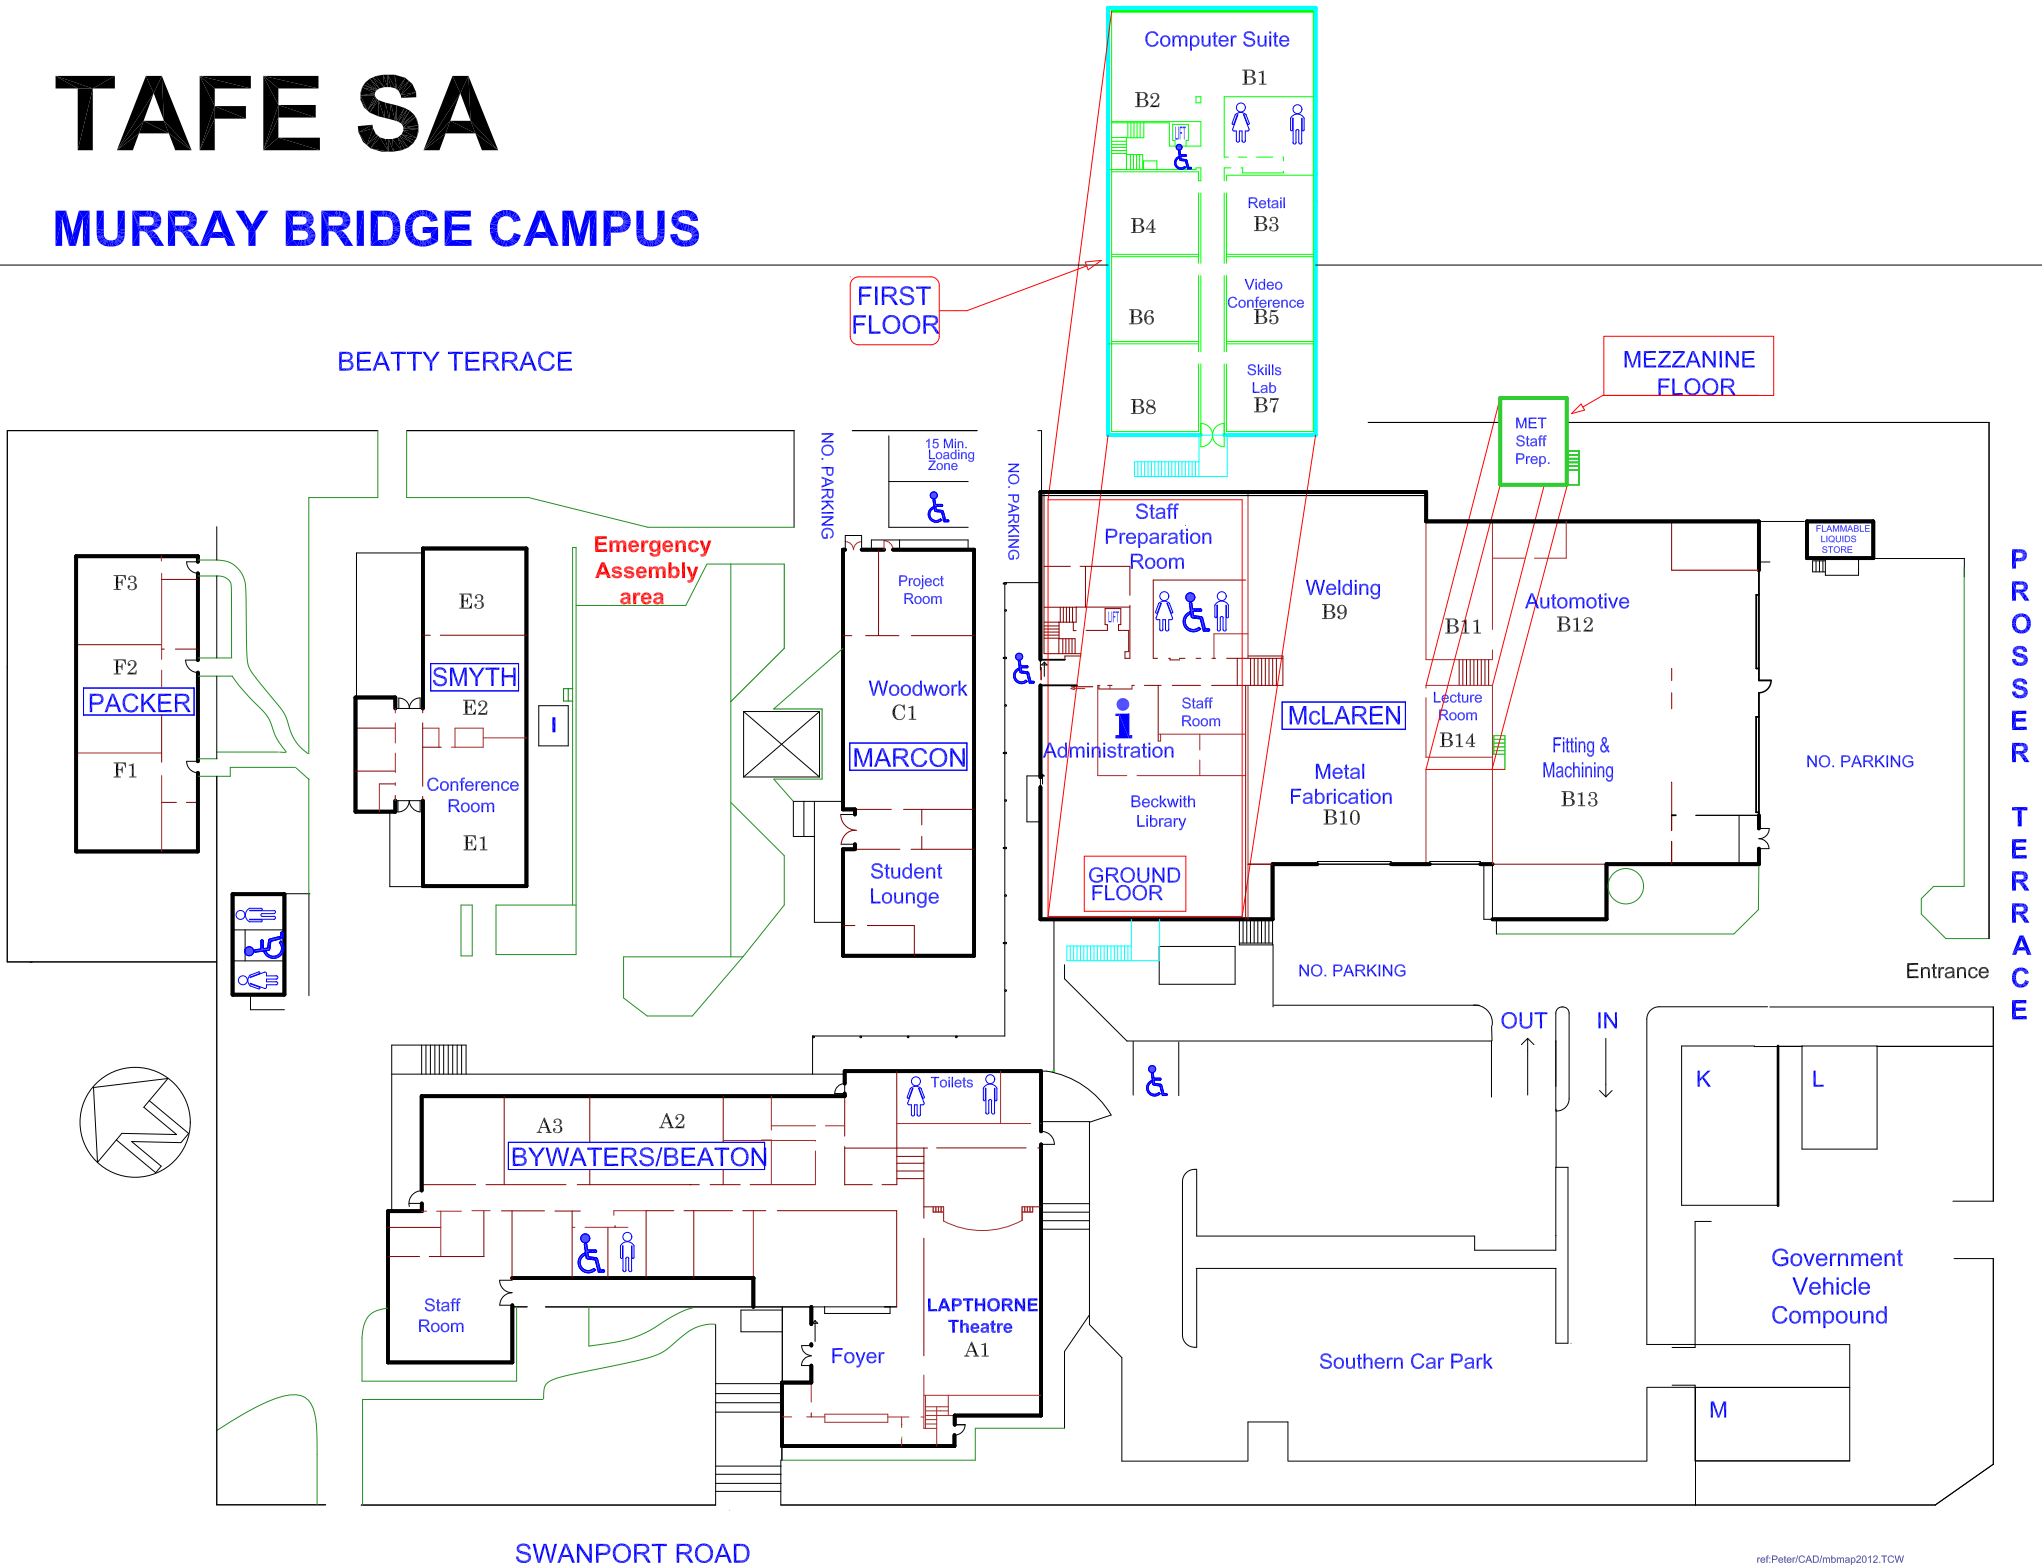 TAFE SA
MURRAY BRIDGE CAMPUS
Computer Suite
B1
B2
LIFT
Retail
B3
B4
Video
Conference
B5
B6
Skills
Lab
B7
B8
FIRST
FLOOR
MEZZANINE
FLOOR
MET
Staff
Prep.
BEATTY TERRACE
NO. PARKING
15 Min.
Loading
Zone
NO. PARKING
Emergency
Assembly
area
F3
F2
PACKER
F1
E3
SMYTH
E2
Conference
Room
E1
I
Project
Room
Woodwork
C1
MARCON
Student
Lounge
Staff
Preparation
Room
LIFT
Staff
Room
i
Administration
Beckwith
Library
GROUND
FLOOR
Welding
B9
McLAREN
Metal
Fabrication
B10
B11
Lecture
Room
B14
Automotive
B12
Fitting &
Machining
B13
FLAMMABLE
LIQUIDS
STORE
NO. PARKING
PROSSER TERRACE
Entrance
NO. PARKING
OUT
IN
K
L
Toilets
A3
A2
BYWATERS/BEATON
Staff
Room
Foyer
LAPTHORNE
Theatre
A1
Southern Car Park
Government
Vehicle
Compound
M
SWANPORT ROAD
ref:Peter/CAD/mbmap2012.TCW